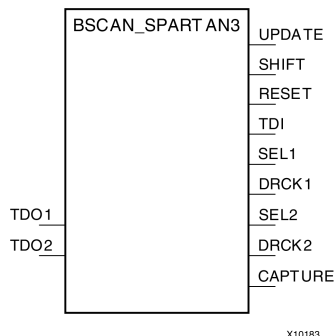 BSCAN_SPARTAN3
UPDATE
SHIFT
RESET
TDI
SEL1
DRCK1
TDO1
SEL2
TDO2
DRCK2
CAPTURE
X10183